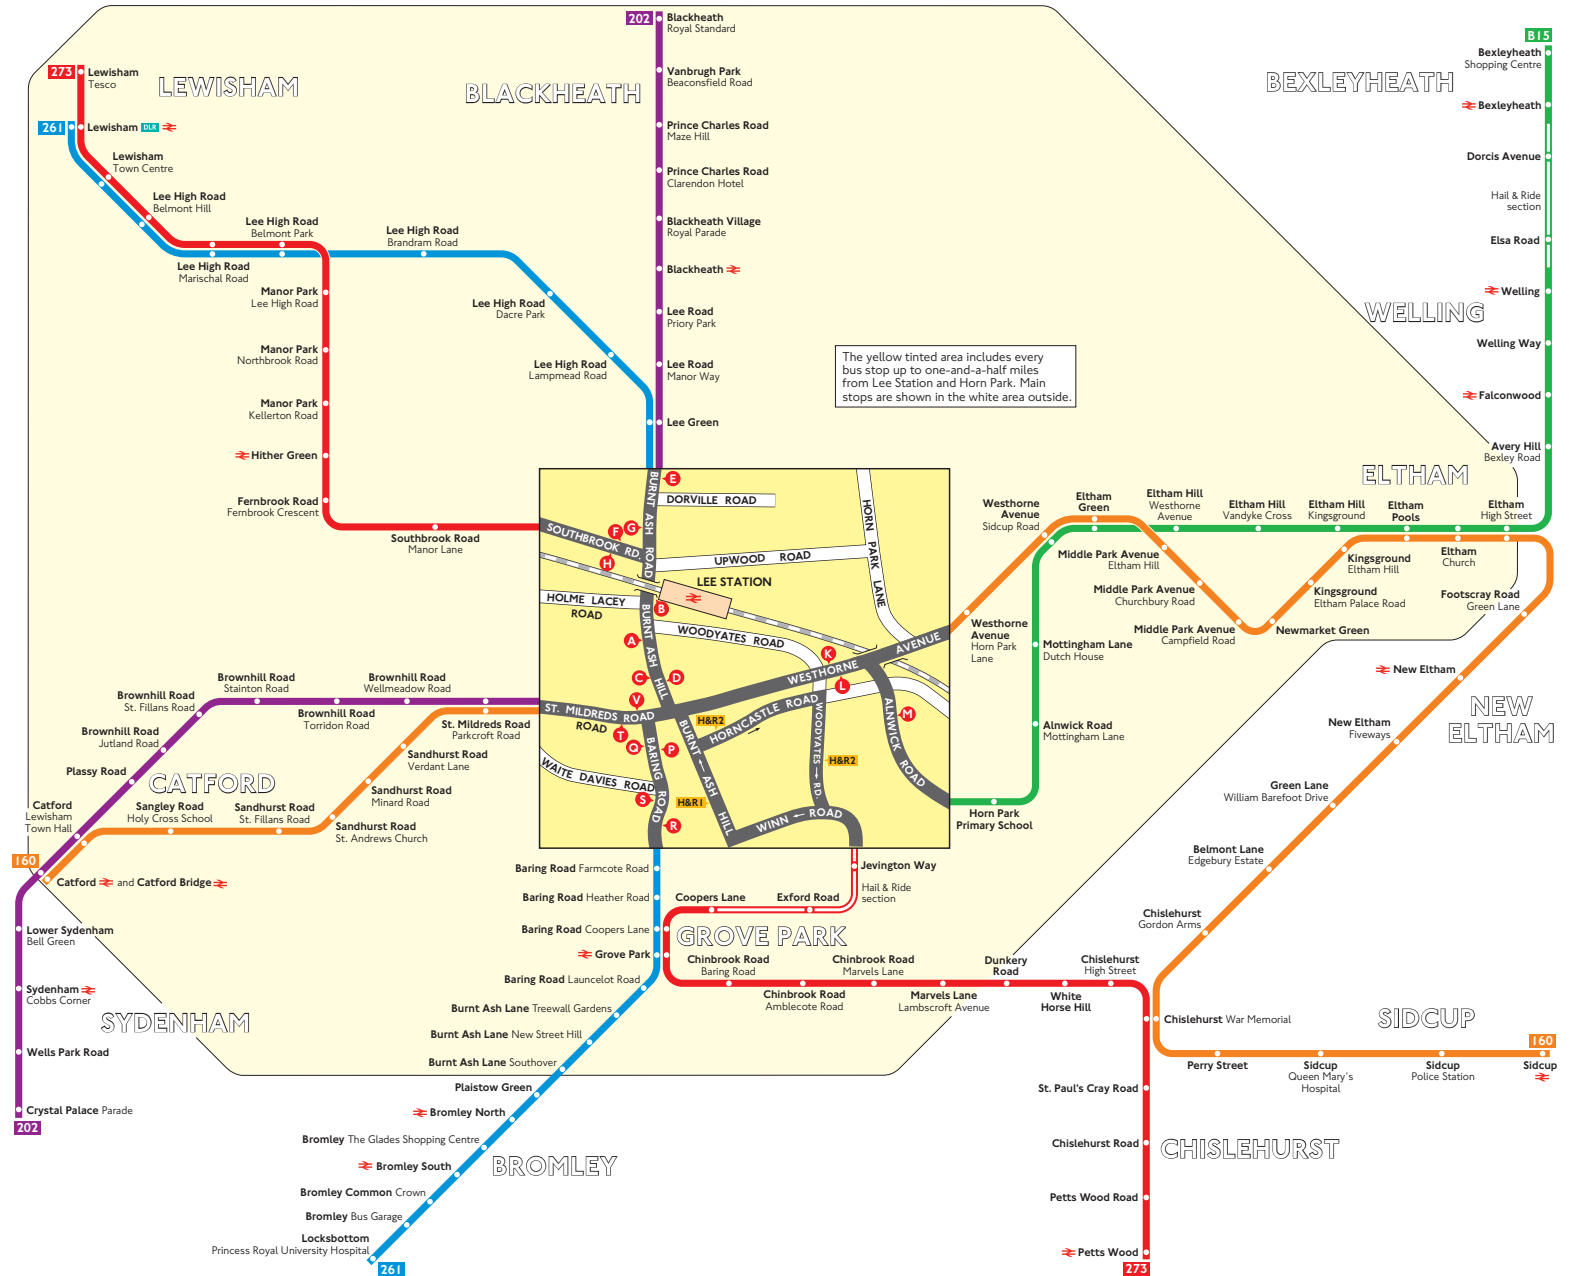 202
Blackheath
Royal Standard
Vanbrugh Park
Beaconsfield Road
Prince Charles Road
Maze Hill
Prince Charles Road
Clarendon Hotel
Blackheath Village
Royal Parade
Blackheath
Lee Road
Priory Park
Lee Road
Manor Way
Lee Green
BLACKHEATH
273
Lewisham
Tesco
LEWISHAM
261
Lewisham DLR
Lewisham
Town Centre
Lee High Road
Belmont Hill
Lee High Road
Belmont Park
Lee High Road
Marischal Road
Lee High Road
Brandram Road
Lee High Road
Dacre Park
Lee High Road
Lampmead Road
Manor Park
Lee High Road
Manor Park
Northbrook Road
Manor Park
Kellerton Road
Hither Green
Fernbrook Road
Fernbrook Crescent
Southbrook Road
Manor Lane
The yellow tinted area includes every
bus stop up to one-and-a-half miles
from Lee Station and Horn Park. Main
stops are shown in the white area outside.
B15
Bexleyheath
Shopping Centre
BEXLEYHEATH
Bexleyheath
Dorcis Avenue
Hail & Ride
section
Elsa Road
Welling
WELLING
Welling Way
Falconwood
Avery Hill
Bexley Road
ELTHAM
Eltham
High Street
Eltham
Pools
Eltham Hill
Kingsground
Eltham Hill
Vandyke Cross
Eltham Hill
Westhorne
Avenue
Eltham
Green
Westhorne
Avenue
Sidcup Road
Middle Park Avenue
Eltham Hill
Middle Park Avenue
Churchbury Road
Middle Park Avenue
Campfield Road
Newmarket Green
Kingsground
Eltham Palace Road
Kingsground
Eltham Hill
Eltham
Church
Footscray Road
Green Lane
Westhorne
Avenue
Horn Park
Lane
Mottingham Lane
Dutch House
Alnwick Road
Mottingham Lane
Horn Park
Primary School
New Eltham
NEW
ELTHAM
New Eltham
Fiveways
Green Lane
William Barefoot Drive
Belmont Lane
Edgebury Estate
Chislehurst
Gordon Arms
BURNT ASH ROAD
E
DORVILLE ROAD
HORN PARK LANE
F
G
SOUTHBROOK RD.
H
UPWOOD ROAD
LEE STATION
HOLME LACEY
ROAD
B
BURNT ASH HILL
WOODYATES ROAD
A
K
WESTHORNE AVENUE
L
C
D
V
ST. MILDREDS ROAD
ROAD
T
Q
P
H&R2
HORNCASTLE ROAD
M
ALNWICK ROAD
WOODYATES RD.
H&R2
BARING ROAD
BURNT ASH HILL
WAITE DAVIES ROAD
S
H&R1
R
WINN ROAD
Brownhill Road
St. Fillans Road
Brownhill Road
Stainton Road
Brownhill Road
Torridon Road
Brownhill Road
Wellmeadow Road
St. Mildreds Road
Parkcroft Road
Brownhill Road
Jutland Road
Plassy Road
CATFORD
Catford
Lewisham
Town Hall
Sangley Road
Holy Cross School
Sandhurst Road
St. Fillans Road
Sandhurst Road
Verdant Lane
Sandhurst Road
Minard Road
Sandhurst Road
St. Andrews Church
160
Catford and Catford Bridge
Lower Sydenham
Bell Green
Sydenham
Cobbs Corner
SYDENHAM
Wells Park Road
Crystal Palace Parade
202
Baring Road Farmcote Road
Baring Road Heather Road
Baring Road Coopers Lane
Grove Park
Baring Road Launcelot Road
Burnt Ash Lane Treewall Gardens
Burnt Ash Lane New Street Hill
Burnt Ash Lane Southover
Plaistow Green
Bromley North
Bromley The Glades Shopping Centre
Bromley South
BROMLEY
Bromley Common Crown
Bromley Bus Garage
Locksbottom
Princess Royal University Hospital
261
Jevington Way
Hail & Ride
section
Exford Road
Coopers Lane
GROVE PARK
Chinbrook Road
Baring Road
Chinbrook Road
Amblecote Road
Chinbrook Road
Marvels Lane
Marvels Lane
Lambscroft Avenue
Dunkery
Road
White
Horse Hill
Chislehurst
High Street
Chislehurst War Memorial
SIDCUP
160
Perry Street
Sidcup
Queen Mary's
Hospital
Sidcup
Police Station
Sidcup
St. Paul's Cray Road
Chislehurst Road
CHISLEHURST
Petts Wood Road
Petts Wood
273